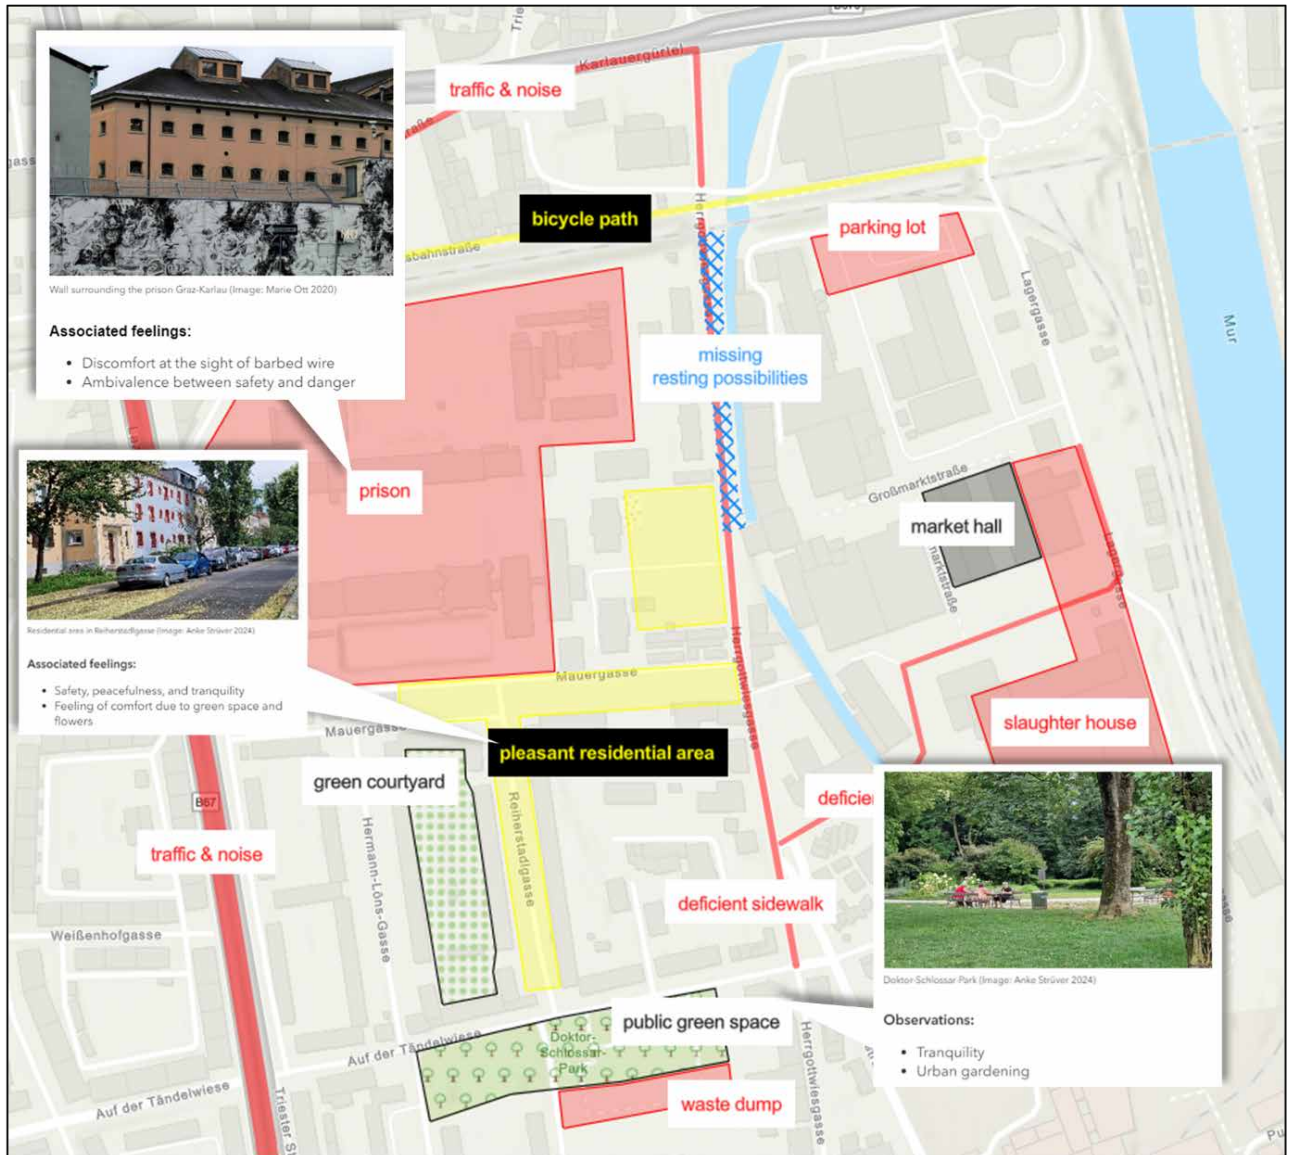 B67b
Karlauergürtel
traffic & noise
bicycle path
parking lot
Lagergasse
Mur
Wall surrounding the prison Graz-Karlau (Image: Marie Ott 2020)
Associated feelings:
• Discomfort at the sight of barbed wire
• Ambivalence between safety and danger
missing
resting possibilities
prison
Großmarktstraße
market hall
Lagergasse
Residential area in Reiherstadlgasse (Image: Anke Strüver 2024)
Associated feelings:
• Safety, peacefulness, and tranquility
• Feeling of comfort due to green space and
flowers
Herrgottwiesgasse
Mauergasse
slaughter house
Mauergasse
pleasant residential area
green courtyard
B67
Reiherstadlgasse
Hermann-Löns-Gasse
traffic & noise
deficient sidewalk
Weißenhofgasse
Doktor-Schlossar-Park (Image: Anke Strüver 2024)
Observations:
• Tranquility
• Urban gardening
public green space
Auf der Tändelwiese
Doktor-
Schlossar-
Park
Herrgottwiesgasse
Auf der Tändelwiese
waste dump
Triester St